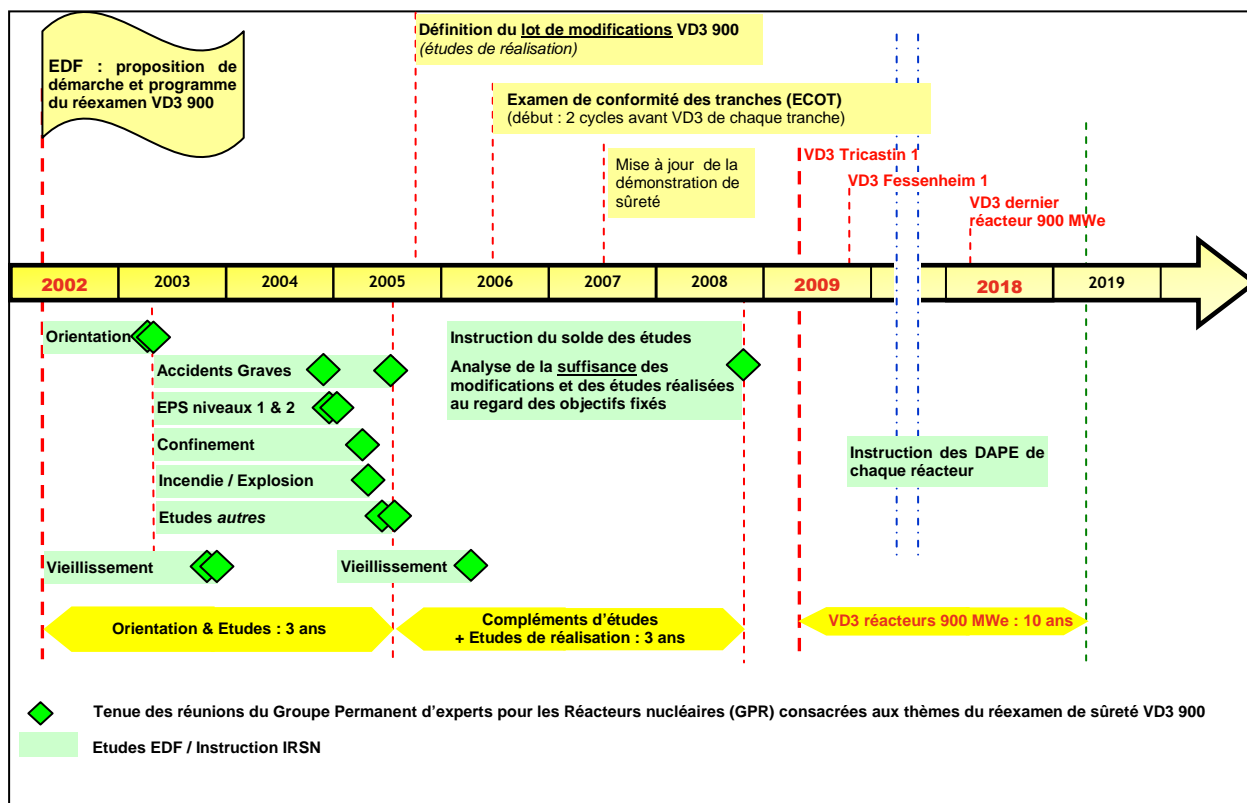 EDF : proposition de
démarche et programme
du réexamen VD3 900
Définition du lot de modifications VD3 900
(études de réalisation)
Examen de conformité des tranches (ECOT)
(début : 2 cycles avant VD3 de chaque tranche)
Mise à jour de la
démonstration de
sûreté
VD3 Tricastin 1
VD3 Fessenheim 1
VD3 dernier
réacteur 900 MWe
2002 2003 2004 2005 2006 2007 2008 2009 2018 2019
Orientation
Accidents Graves
EPS niveaux 1 & 2
Confinement
Incendie / Explosion
Etudes autres
Vieillissement
Vieillissement
Instruction du solde des études
Analyse de la suffisance des
modifications et des études réalisées
au regard des objectifs fixés
Instruction des DAPE de
chaque réacteur
Orientation & Etudes : 3 ans
Compléments d'études
+ Etudes de réalisation : 3 ans
VD3 réacteurs 900 MWe : 10 ans
Tenue des réunions du Groupe Permanent d'experts pour les Réacteurs nucléaires (GPR) consacrées aux thèmes du réexamen de sûreté VD3 900
Etudes EDF / Instruction IRSN